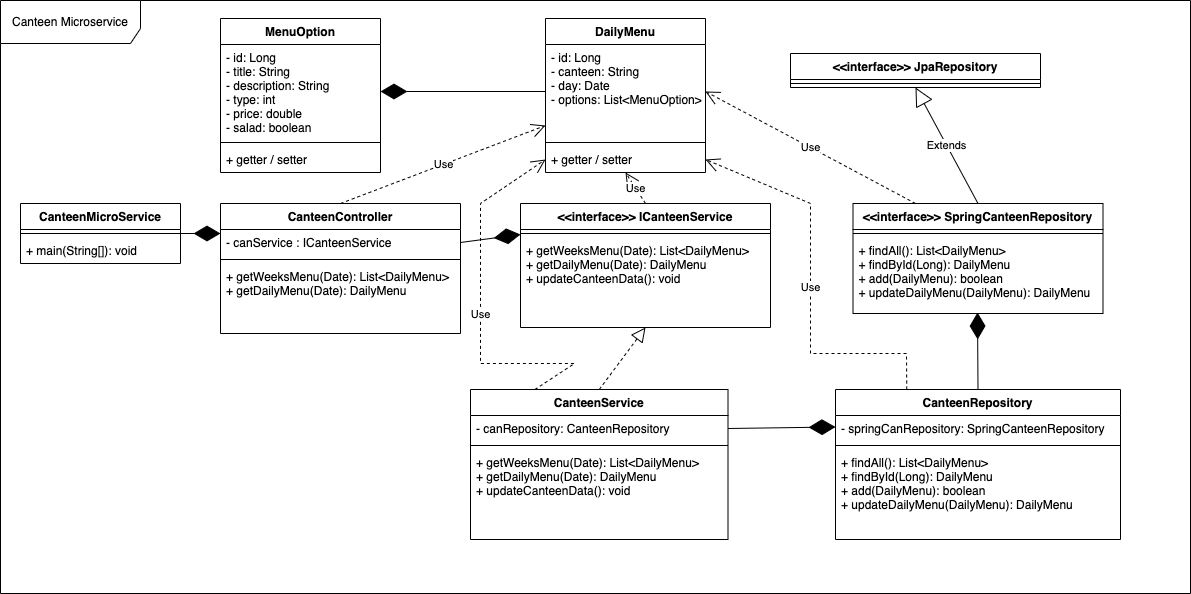 Canteen Microservice
MenuOption
- id: Long
- title: String
- description: String
- type: int
- price: double
- salad: boolean
+ getter / setter
DailyMenu
- id: Long
- canteen: String
- day: Date
- options: List<MenuOption>
+ getter / setter
<<interface>> JpaRepository
Use
Use
Use
Extends
CanteenMicroService
+ main(String[]): void
CanteenController
- canService : ICanteenService
+ getWeeksMenu(Date): List<DailyMenu>
+ getDailyMenu(Date): DailyMenu
<<interface>> ICanteenService
+ getWeeksMenu(Date): List<DailyMenu>
+ getDailyMenu(Date): DailyMenu
+ updateCanteenData(): void
<<interface>> SpringCanteenRepository
+ findAll(): List<DailyMenu>
+ findById(Long): DailyMenu
+ add(DailyMenu): boolean
+ updateDailyMenu(DailyMenu): DailyMenu
Use
Use
CanteenService
- canRepository: CanteenRepository
+ getWeeksMenu(Date): List<DailyMenu>
+ getDailyMenu(Date): DailyMenu
+ updateCanteenData(): void
CanteenRepository
- springCanRepository: SpringCanteenRepository
+ findAll(): List<DailyMenu>
+ findById(Long): DailyMenu
+ add(DailyMenu): boolean
+ updateDailyMenu(DailyMenu): DailyMenu